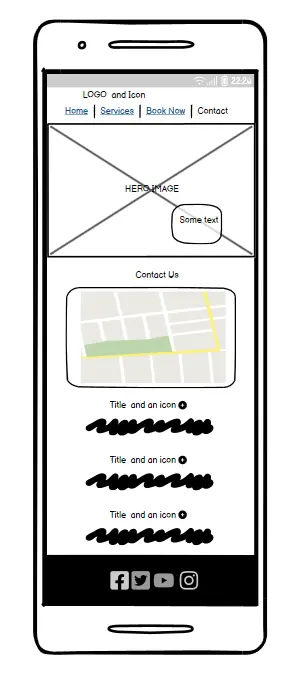 22:20
LOGO and Icon
Home | Services | Book Now | Contact
HERO IMAGE
Some text
Contact Us
Title and an icon
Title and an icon
Title and an icon